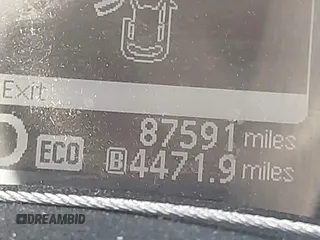 Exit
87591 miles
ECO
B 4471.9 miles
DREAMBID